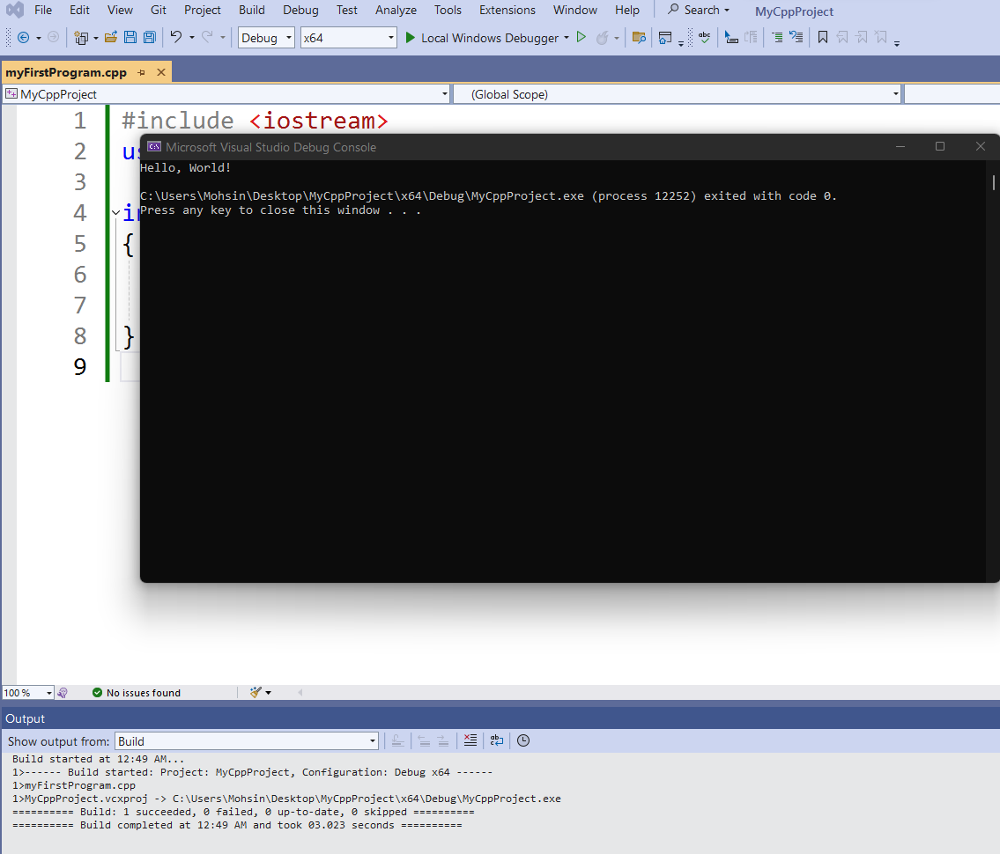 File Edit View Git Project Build Debug Test Analyze Tools Extensions Window Help Search MyCppProject
Debug x64 Local Windows Debugger abc
myFirstProgram.cpp
MyCppProject (Global Scope)
1 #include <iostream>
Microsoft Visual Studio Debug Console
2 us
Hello, World!
3
C:\Users\Mohsin\Desktop\MyCppProject\x64\Debug\MyCppProject.exe (process 12252) exited with code 0.
4 in
Press any key to close this window . . .
5 {
6
7
8 }
9
100 % No issues found
Output
Show output from: Build
Build started at 12:49 AM...
1>------ Build started: Project: MyCppProject, Configuration: Debug x64 ------
1>myFirstProgram.cpp
1>MyCppProject.vcxproj -> C:\Users\Mohsin\Desktop\MyCppProject\x64\Debug\MyCppProject.exe
========== Build: 1 succeeded, 0 failed, 0 up-to-date, 0 skipped ==========
========== Build completed at 12:49 AM and took 03.023 seconds ==========